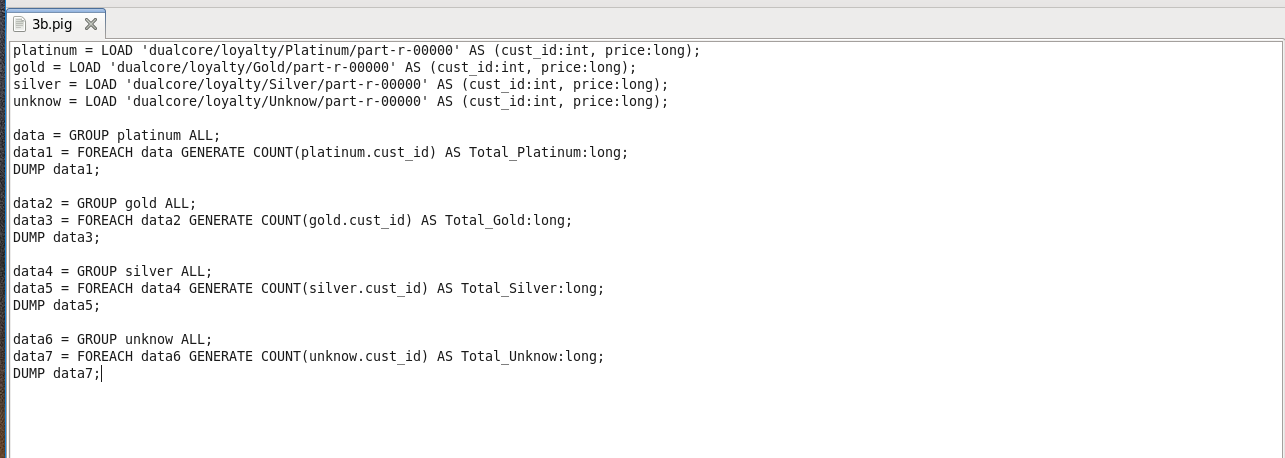 3b.pig
platinum = LOAD 'dualcore/loyalty/Platinum/part-r-00000' AS (cust_id:int, price:long);
gold = LOAD 'dualcore/loyalty/Gold/part-r-00000' AS (cust_id:int, price:long);
silver = LOAD 'dualcore/loyalty/Silver/part-r-00000' AS (cust_id:int, price:long);
unknow = LOAD 'dualcore/loyalty/Unknow/part-r-00000' AS (cust_id:int, price:long);
data = GROUP platinum ALL;
data1 = FOREACH data GENERATE COUNT(platinum.cust_id) AS Total_Platinum:long;
DUMP data1;
data2 = GROUP gold ALL;
data3 = FOREACH data2 GENERATE COUNT(gold.cust_id) AS Total_Gold:long;
DUMP data3;
data4 = GROUP silver ALL;
data5 = FOREACH data4 GENERATE COUNT(silver.cust_id) AS Total_Silver:long;
DUMP data5;
data6 = GROUP unknow ALL;
data7 = FOREACH data6 GENERATE COUNT(unknow.cust_id) AS Total_Unknow:long;
DUMP data7;